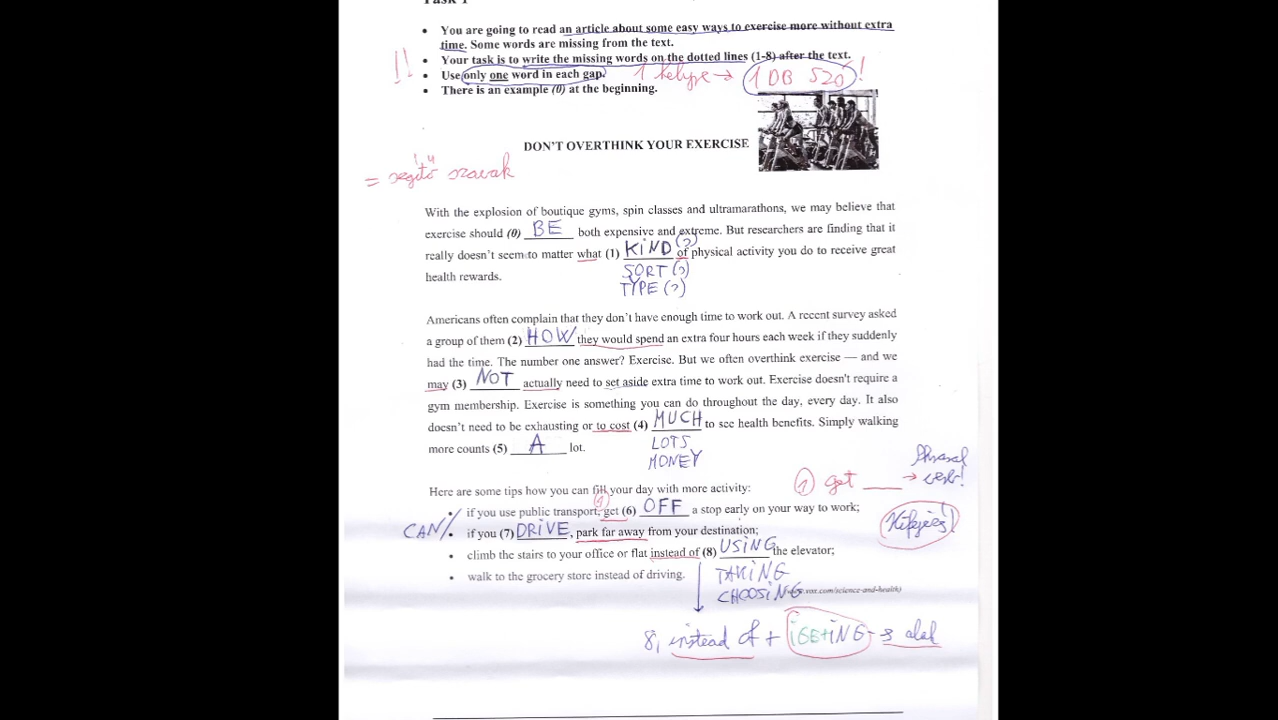 Task 1
• You are going to read an article about some easy ways to exercise more without extra
time. Some words are missing from the text.
!! • Your task is to write the missing words on the dotted lines (1-8) after the text.
• Use only one word in each gap. 1 helyre → 1 DB SZÓ!
• There is an example (0) at the beginning.
DON'T OVERTHINK YOUR EXERCISE
= segítő szavak
With the explosion of boutique gyms, spin classes and ultramarathons, we may believe that
exercise should (0) BE both expensive and extreme. But researchers are finding that it
really doesn't seem to matter what (1) KIND (?) of physical activity you do to receive great
SORT (?)
health rewards.
TYPE (?)
Americans often complain that they don't have enough time to work out. A recent survey asked
a group of them (2) HOW they would spend an extra four hours each week if they suddenly
had the time. The number one answer? Exercise. But we often overthink exercise — and we
may (3) NOT actually need to set aside extra time to work out. Exercise doesn't require a
gym membership. Exercise is something you can do throughout the day, every day. It also
doesn't need to be exhausting or to cost (4) MUCH to see health benefits. Simply walking
LOTS
more counts (5) A lot.
MONEY
Here are some tips how you can fill your day with more activity:
① get ___ → Phrasal verb!
• if you use public transport, get (6) OFF a stop early on your way to work;
CAN/ • if you (7) DRIVE, park far away from your destination;
• climb the stairs to your office or flat instead of (8) USING the elevator;
TAKING
• walk to the grocery store instead of driving.
CHOOSING
.vox.com/science-and-health)
8, instead of + IGE+ING - s alak